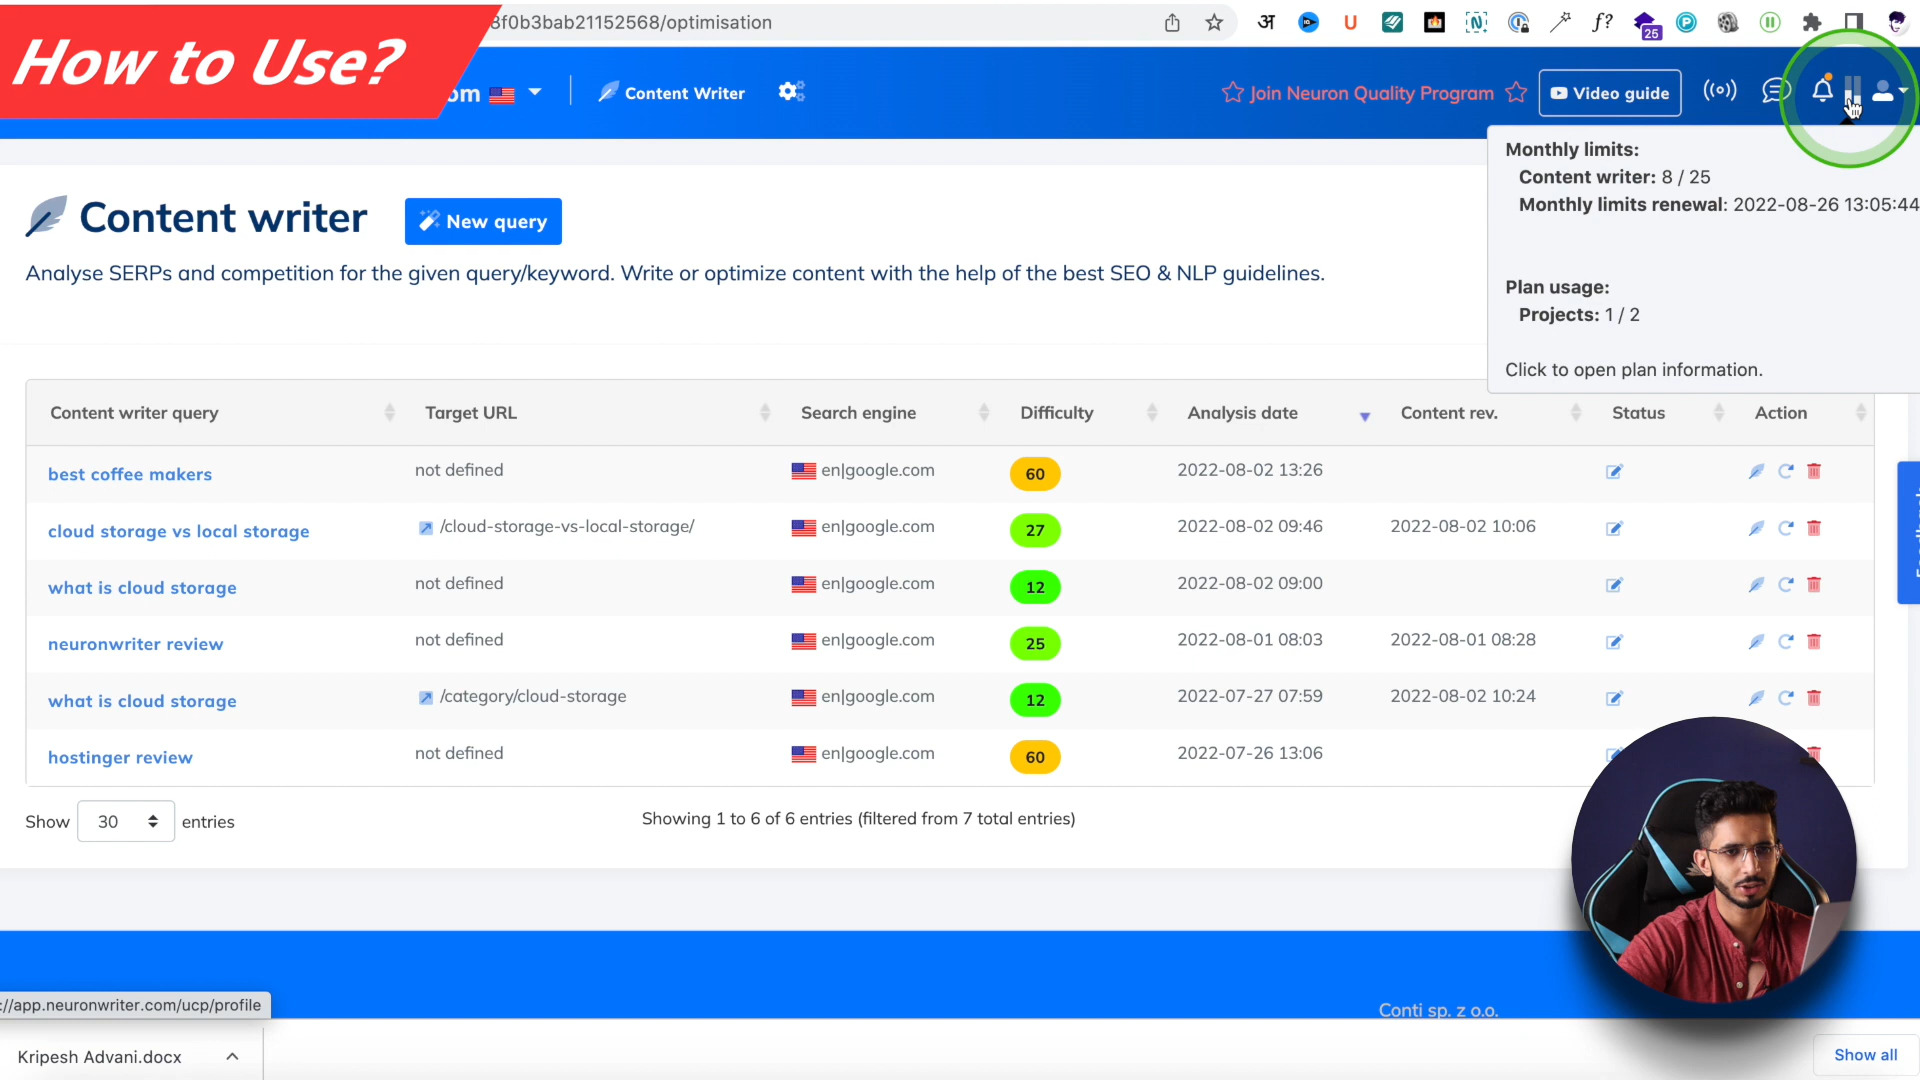 How to Use?
8f0b3bab21152568/optimisation
अ
U
f?
25
om
Content Writer
Join Neuron Quality Program
Video guide
Monthly limits:
Content writer: 8 / 25
Monthly limits renewal: 2022-08-26 13:05:44
Plan usage:
Projects: 1 / 2
Click to open plan information.
Content writer
New query
Analyse SERPs and competition for the given query/keyword. Write or optimize content with the help of the best SEO & NLP guidelines.
Content writer query Target URL Search engine Difficulty Analysis date Content rev. Status Action
best coffee makers not defined en|google.com 60 2022-08-02 13:26
cloud storage vs local storage /cloud-storage-vs-local-storage/ en|google.com 27 2022-08-02 09:46 2022-08-02 10:06
what is cloud storage not defined en|google.com 12 2022-08-02 09:00
neuronwriter review not defined en|google.com 25 2022-08-01 08:03 2022-08-01 08:28
what is cloud storage /category/cloud-storage en|google.com 12 2022-07-27 07:59 2022-08-02 10:24
hostinger review not defined en|google.com 60 2022-07-26 13:06
Show 30 entries
Showing 1 to 6 of 6 entries (filtered from 7 total entries)
Conti sp. z o.o.
://app.neuronwriter.com/ucp/profile
Kripesh Advani.docx
Show all